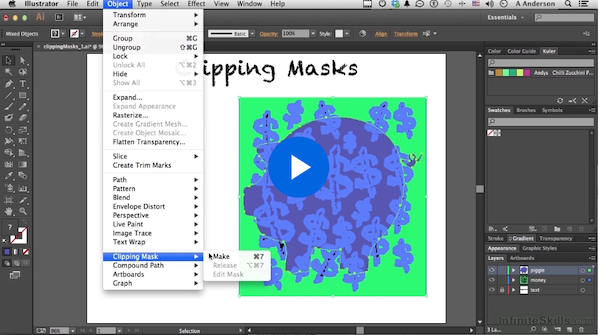 Illustrator File Edit Object Type Select Effect View Window Help A Anderson
Ai Essentials
Mixed Objects Basic Opacity: 100% Style: Align Transform
clippingMasks_1.ai* @ 96
Transform
Arrange
Group ⌘G
Ungroup ⇧⌘G
Lock
Unlock All ⌥⌘2
Hide
Show All ⌥⌘3
Expand...
Expand Appearance
Rasterize...
Create Gradient Mesh...
Create Object Mosaic...
Flatten Transparency...
Slice
Create Trim Marks
Path
Pattern
Blend
Envelope Distort
Perspective
Live Paint
Image Trace
Text Wrap
Clipping Mask
Compound Path
Artboards
Graph
Make ⌘7
Release ⌥⌘7
Edit Mask
lipping Masks
Color Color Guides Kuler
Andys Chilli Zucchini P...
Swatches Brushes Symbols
Stroke Gradient Transparency
Layers Artboards
piggie
money
text
3 La
96% Selection
InfiniteSkills.com